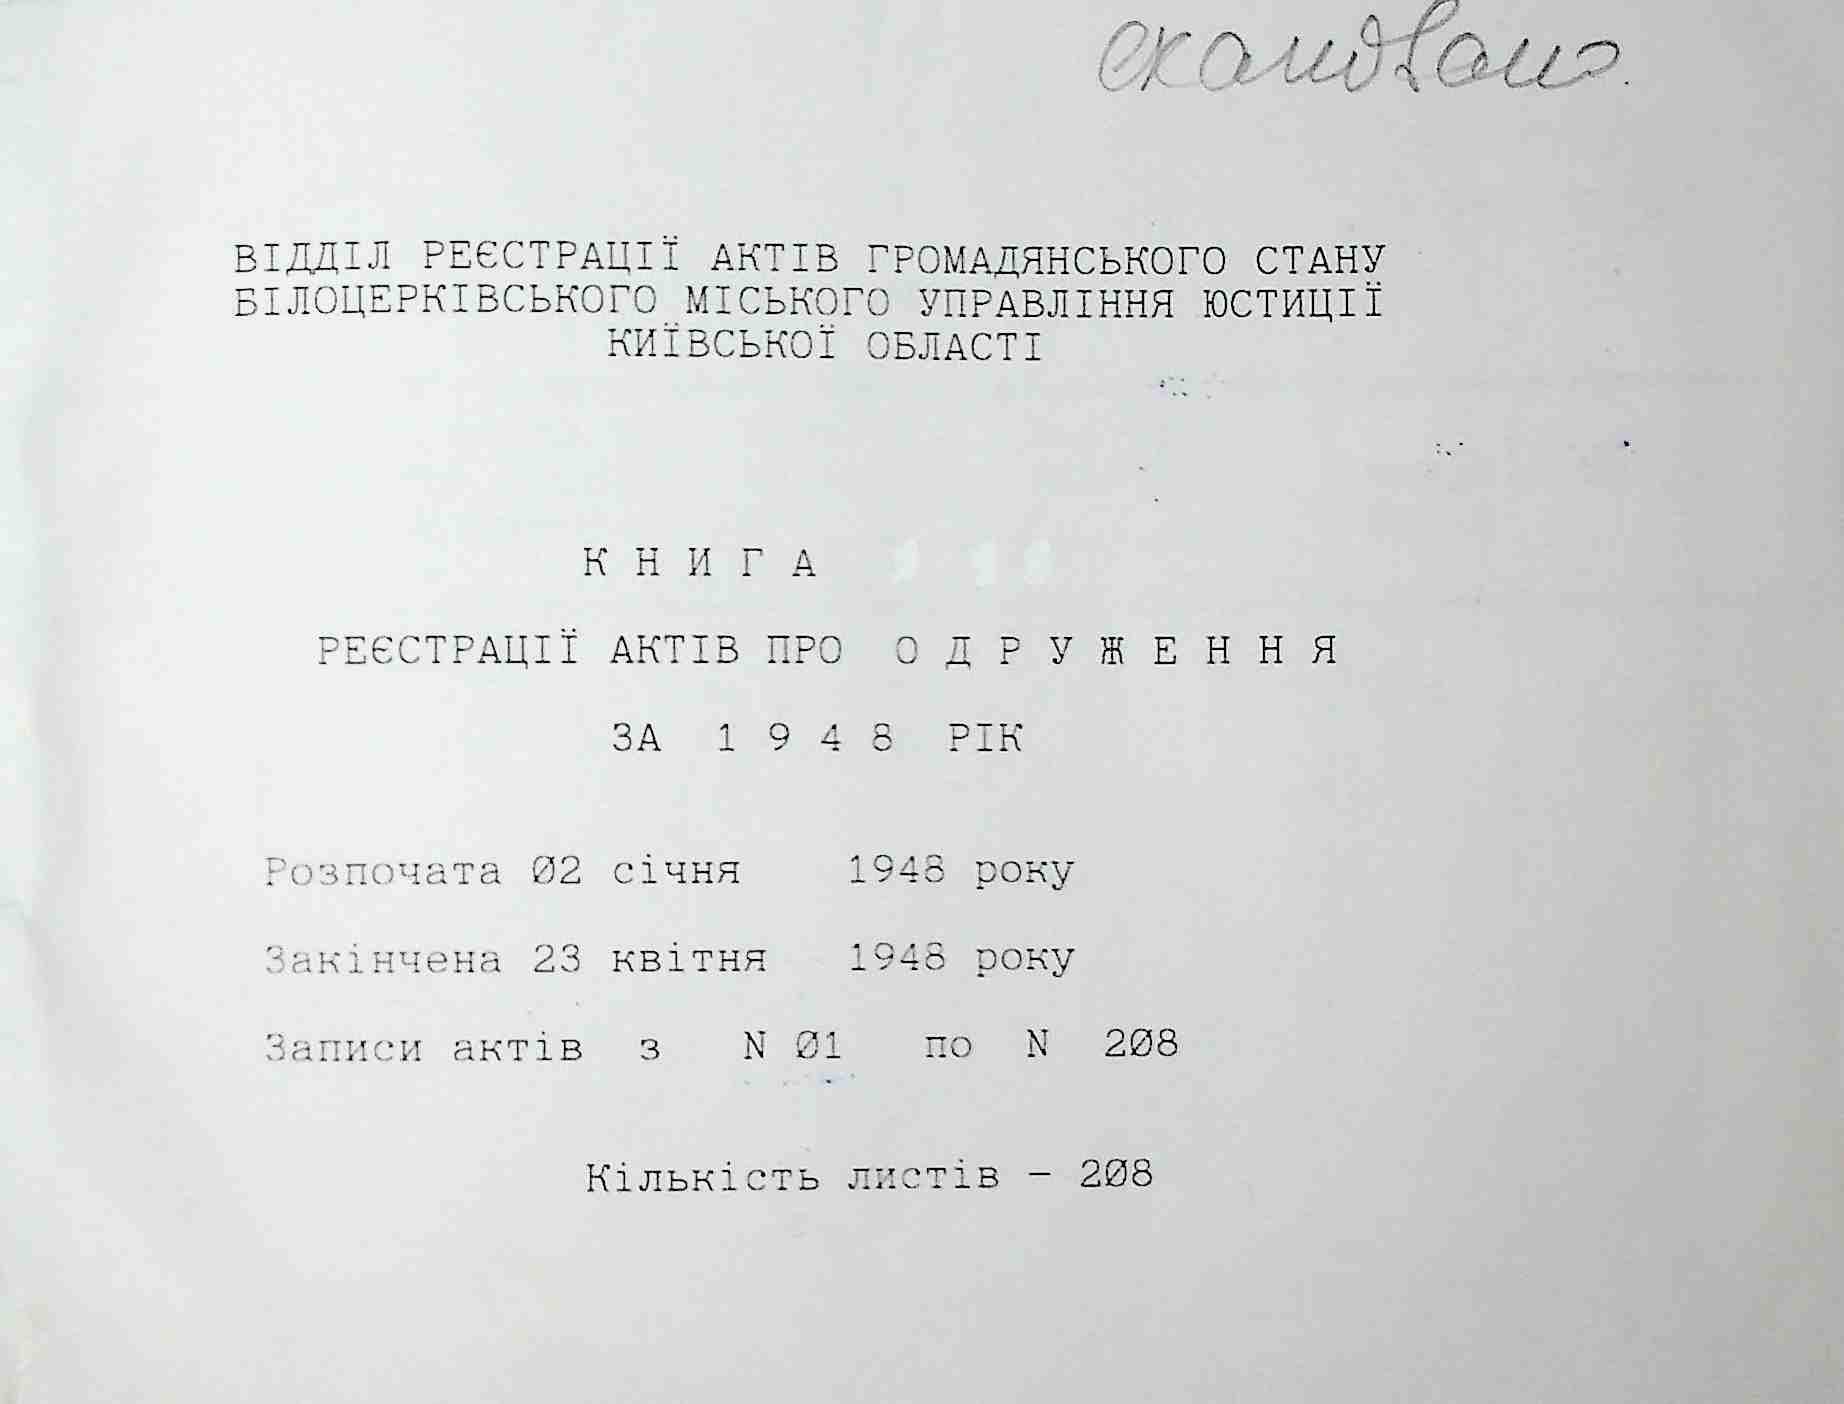 скановано.
ВІДДІЛ РЕЄСТРАЦІЇ АКТІВ ГРОМАДЯНСЬКОГО СТАНУ
БІЛОЦЕРКІВСЬКОГО МІСЬКОГО УПРАВЛІННЯ ЮСТИЦІЇ
КИЇВСЬКОЇ ОБЛАСТІ
К Н И Г А
РЕЄСТРАЦІЇ АКТІВ ПРО О Д Р У Ж Е Н Н Я
ЗА 1 9 4 8 РІК
Розпочата 02 січня 1948 року
Закінчена 23 квітня 1948 року
Записи актів з N 01 по N 208
Кількість листів - 208